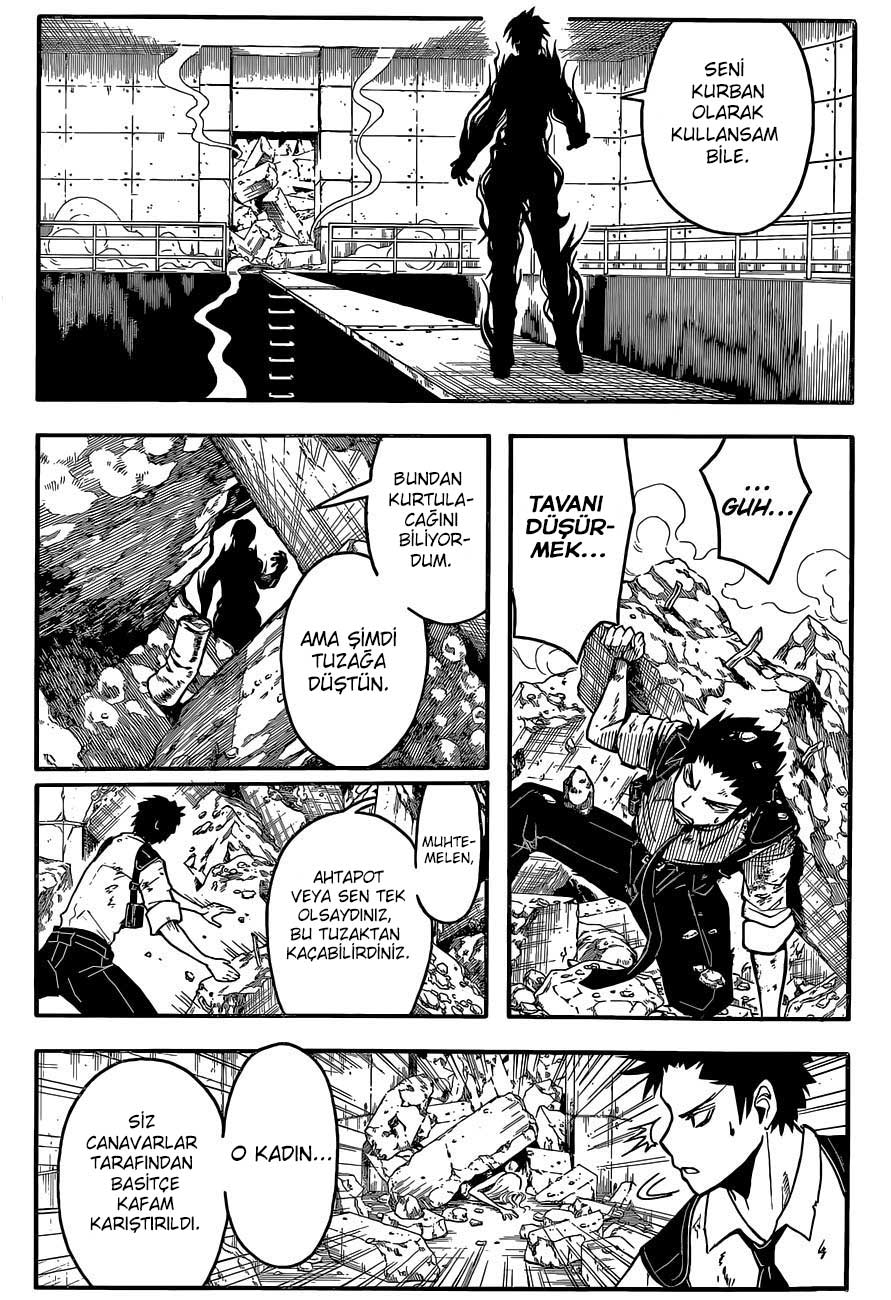 SENİ
KURBAN
OLARAK
KULLANSAM
BİLE.
...
GUH...
TAVANI
DÜŞÜR-
MEK...
BUNDAN
KURTULA-
CAĞINI
BİLİYOR-
DUM.
AMA ŞİMDİ
TUZAĞA
DÜŞTÜN.
MUHTE-
MELEN,
AHTAPOT
VEYA SEN TEK
OLSAYDINIZ,
BU TUZAKTAN
KAÇABİLİRDİNİZ.
O KADIN...
SİZ
CANAVARLAR
TARAFINDAN
BASİTÇE
KAFAM
KARIŞTIRILDI.